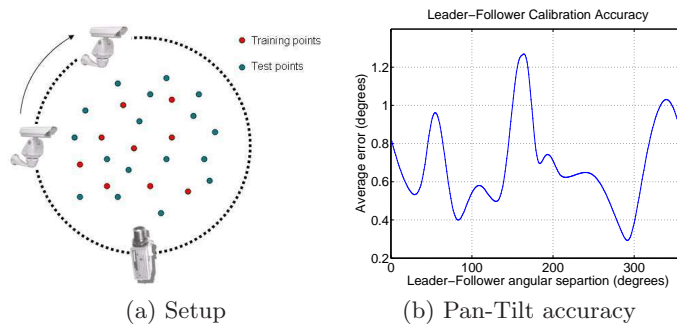 Training points
Test points
(a) Setup
Leader-Follower Calibration Accuracy
Average error (degrees)
1.2
1
0.8
0.6
0.4
0.2
0
100
200
300
Leader-Follower angular separtion (degrees)
(b) Pan-Tilt accuracy